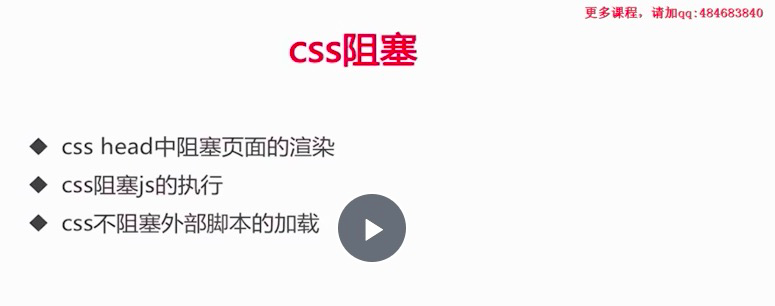 更多课程，请加qq:484683840
css阻塞
◆ css head中阻塞页面的渲染
◆ css阻塞js的执行
◆ css不阻塞外部脚本的加载